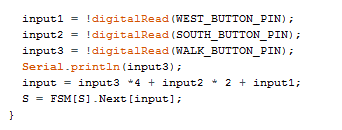 input1 = !digitalRead(WEST_BUTTON_PIN);
input2 = !digitalRead(SOUTH_BUTTON_PIN);
input3 = !digitalRead(WALK_BUTTON_PIN);
Serial.println(input3);
input = input3 *4 + input2 * 2 + input1;
S = FSM[S].Next[input];
}